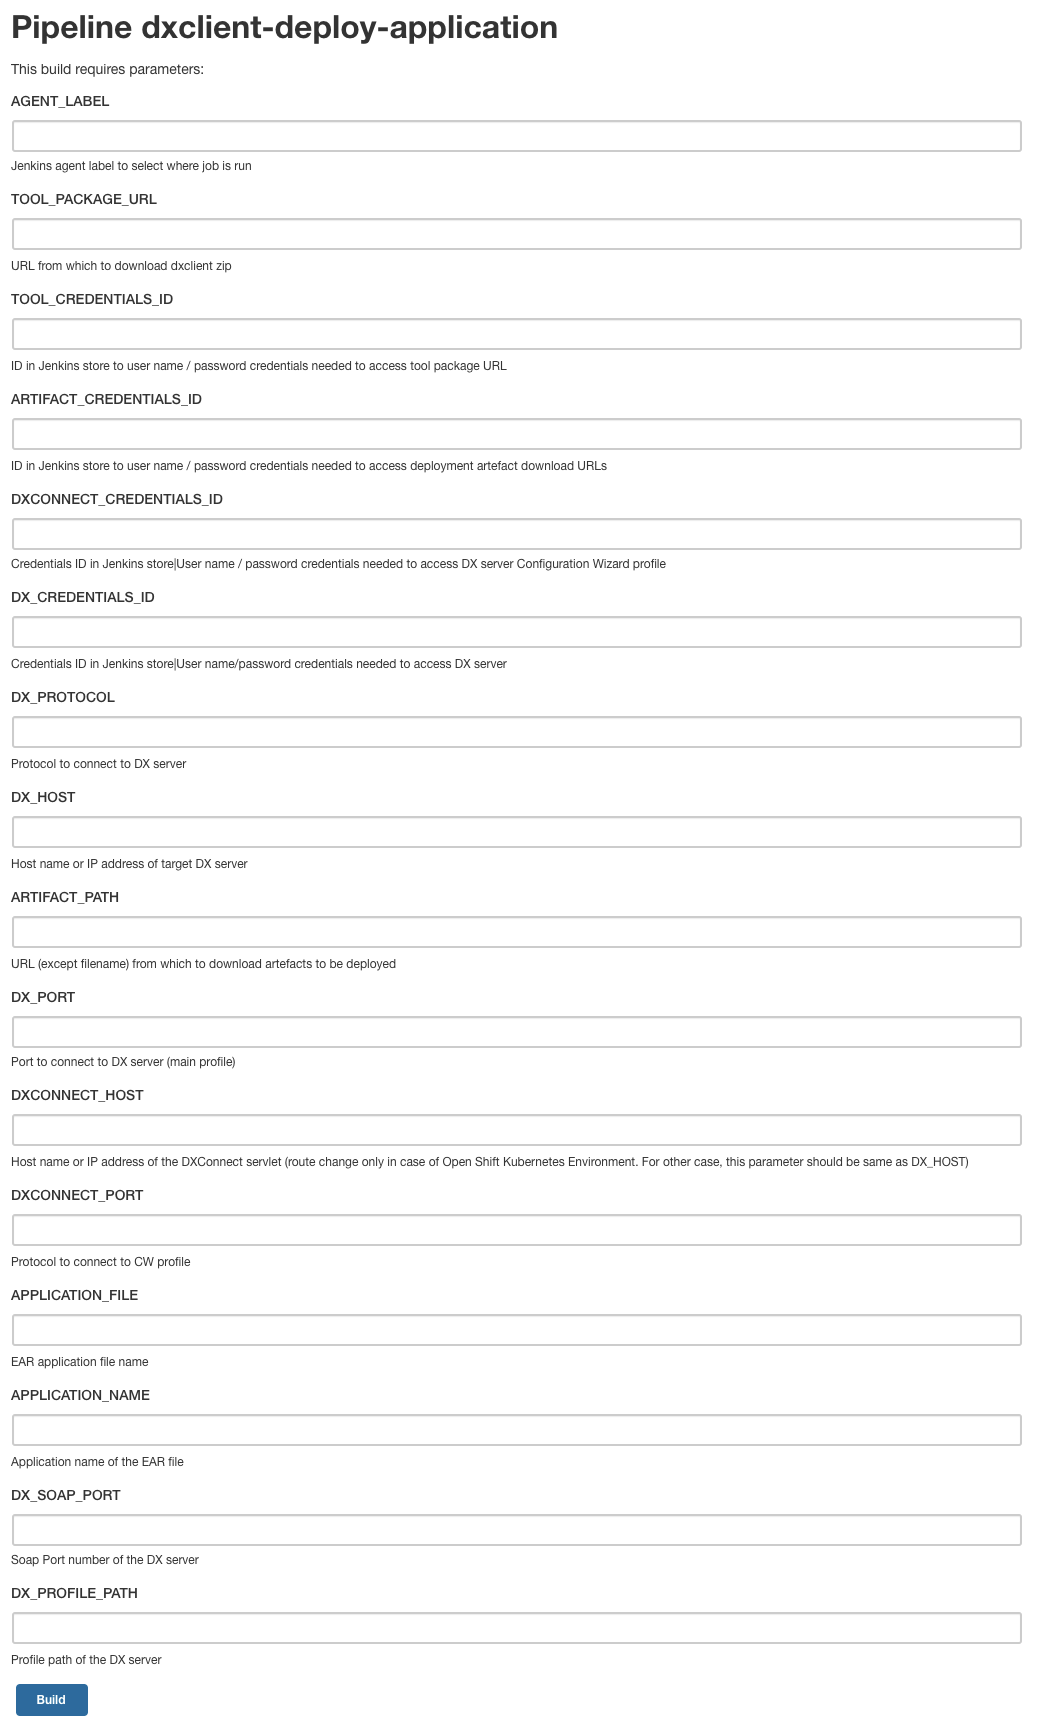 Pipeline dxclient-deploy-application
This build requires parameters:
AGENT_LABEL
Jenkins agent label to select where job is run
TOOL_PACKAGE_URL
URL from which to download dxclient zip
TOOL_CREDENTIALS_ID
ID in Jenkins store to user name / password credentials needed to access tool package URL
ARTIFACT_CREDENTIALS_ID
ID in Jenkins store to user name / password credentials needed to access deployment artefact download URLs
DXCONNECT_CREDENTIALS_ID
Credentials ID in Jenkins store|User name / password credentials needed to access DX server Configuration Wizard profile
DX_CREDENTIALS_ID
Credentials ID in Jenkins store|User name/password credentials needed to access DX server
DX_PROTOCOL
Protocol to connect to DX server
DX_HOST
Host name or IP address of target DX server
ARTIFACT_PATH
URL (except filename) from which to download artefacts to be deployed
DX_PORT
Port to connect to DX server (main profile)
DXCONNECT_HOST
Host name or IP address of the DXConnect servlet (route change only in case of Open Shift Kubernetes Environment. For other case, this parameter should be same as DX_HOST)
DXCONNECT_PORT
Protocol to connect to CW profile
APPLICATION_FILE
EAR application file name
APPLICATION_NAME
Application name of the EAR file
DX_SOAP_PORT
Soap Port number of the DX server
DX_PROFILE_PATH
Profile path of the DX server
Build